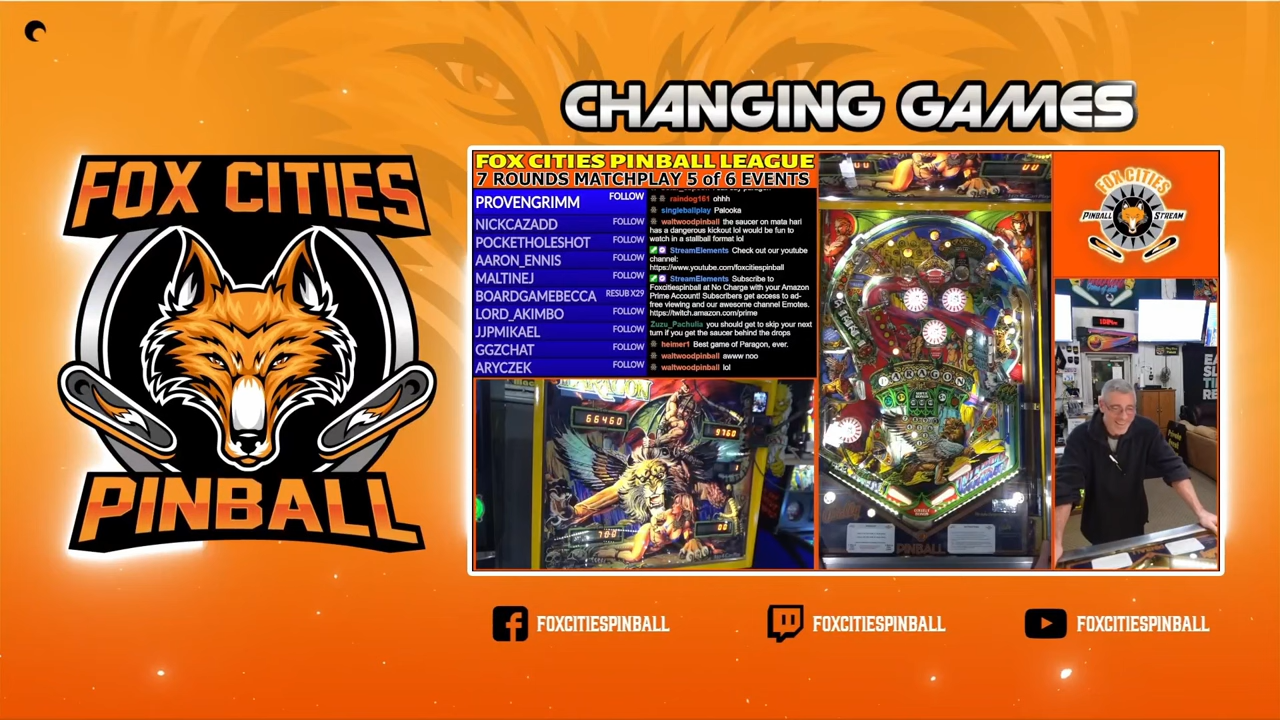 CHANGING GAMES
FOX CITIES
PINBALL
FOX CITIES PINBALL LEAGUE
7 ROUNDS MATCHPLAY 5 of 6 EVENTS
PROVENGRIMM FOLLOW
NICKCAZADD FOLLOW
POCKETHOLESHOT FOLLOW
AARON_ENNIS FOLLOW
MALTINEJ FOLLOW
BOARDGAMEBECCA RESUB X29
LORD_AKIMBO FOLLOW
JJPMIKAEL FOLLOW
GGZCHAT FOLLOW
ARYCZEK FOLLOW
raindog161 ohhh
singleballplay Palooka
waltwoodpinball the saucer on mata hari
has a dangerous kickout lol would be fun to
watch in a stallball format lol
StreamElements Check out our youtube
channel:
https://www.youtube.com/foxcitiespinball
StreamElements Subscribe to
Foxcitiespinball at No Charge with your Amazon
Prime Account! Subscribers get access to ad-
free viewing and our awesome channel Emotes.
https://twitch.amazon.com/prime
Zuzu_Pachulia you should get to skip your next
turn if you get the saucer behind the drops
heimer1 Best game of Paragon, ever.
waltwoodpinball awww noo
waltwoodpinball lol
66460
9760
700
00
PARAGON
PINBALL
FOX CITIES
PINBALL STREAM
FOXCITIESPINBALL
FOXCITIESPINBALL
FOXCITIESPINBALL